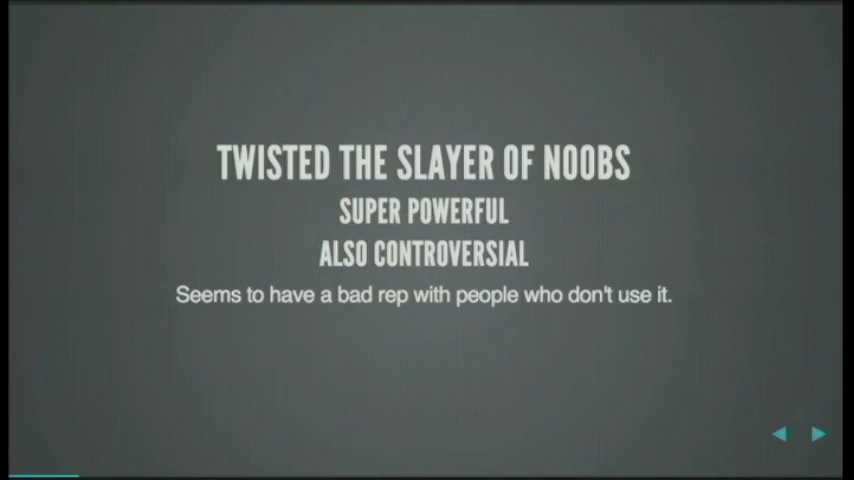 TWISTED THE SLAYER OF NOOBS
SUPER POWERFUL
ALSO CONTROVERSIAL
Seems to have a bad rep with people who don't use it.